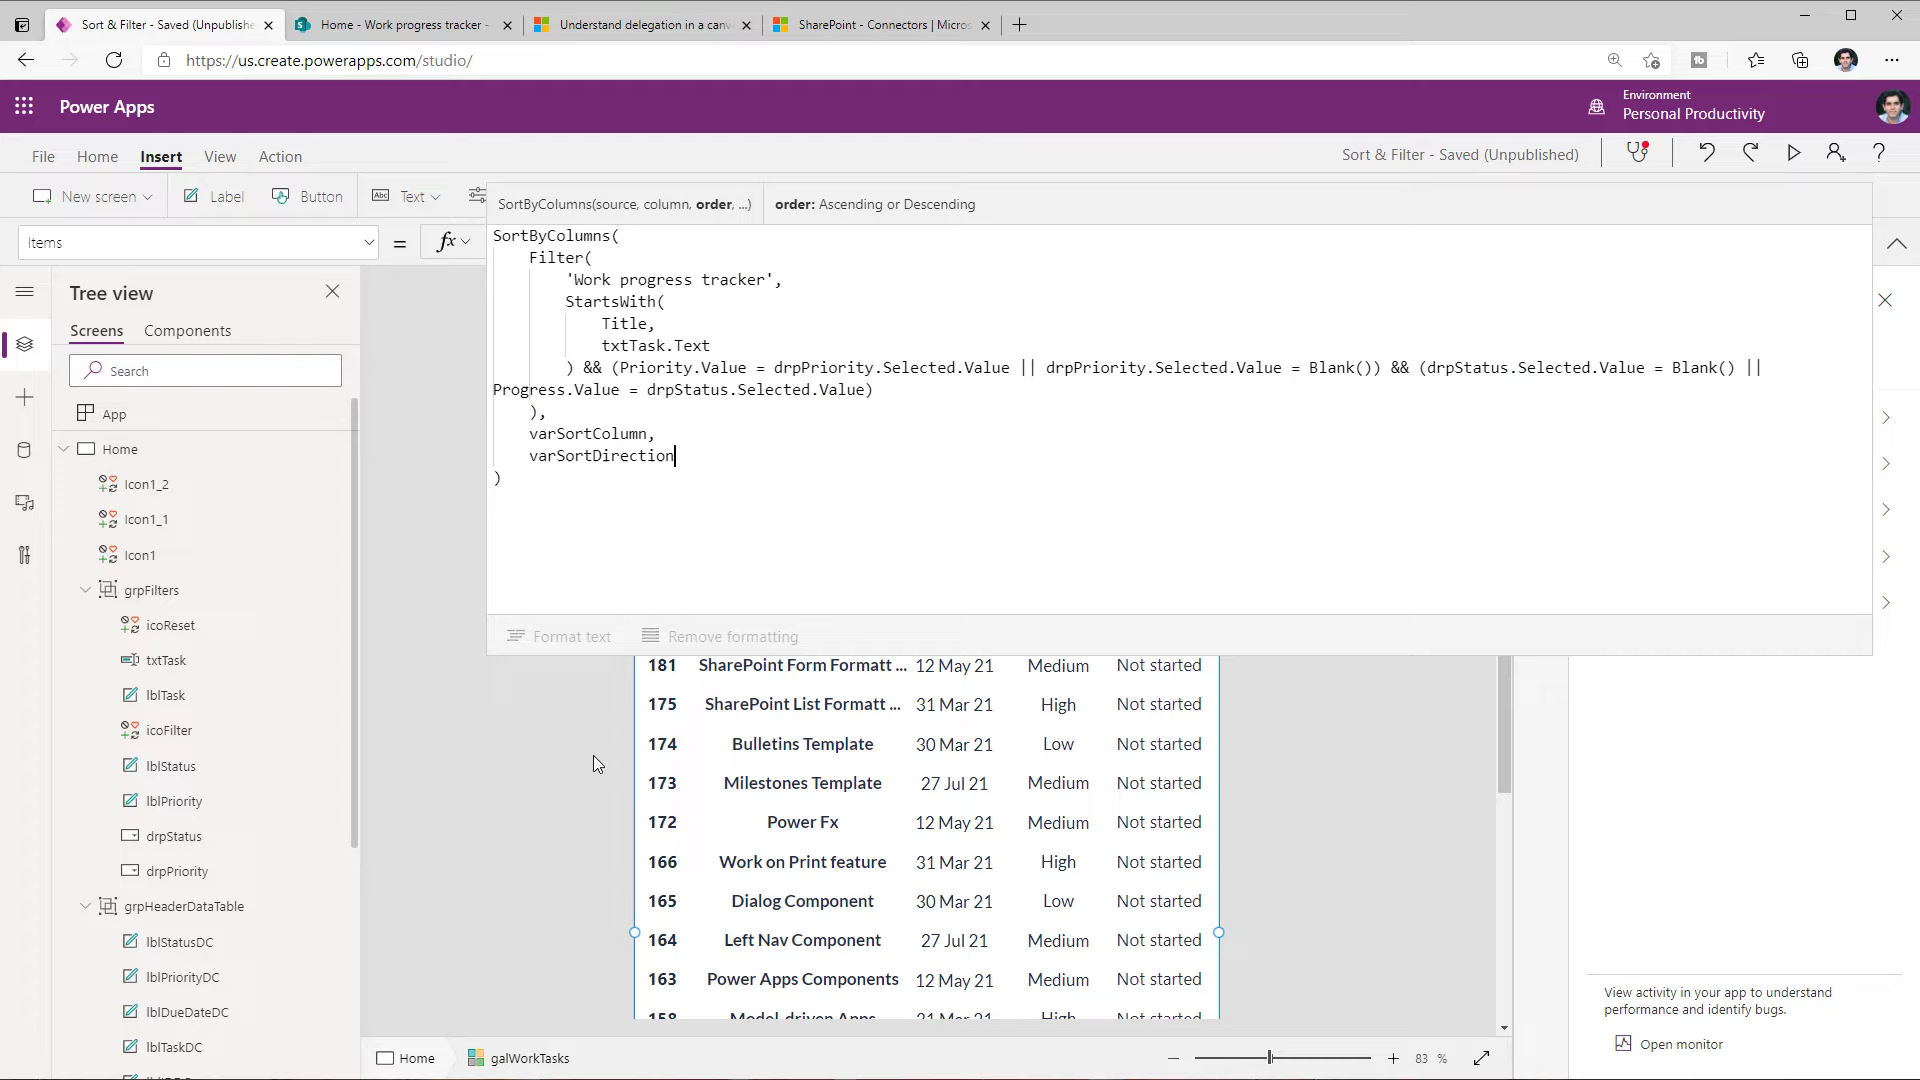 Sort & Filter - Saved (Unpublishe
Home - Work progress tracker -
Understand delegation in a canv
SharePoint - Connectors | Micros
https://us.create.powerapps.com/studio/
Power Apps
Environment
Personal Productivity
File Home Insert View Action
Sort & Filter - Saved (Unpublished)
New screen Label Button Text
SortByColumns(source, column, order, ...) order: Ascending or Descending
Items = fx
SortByColumns(
Filter(
'Work progress tracker',
StartsWith(
Title,
txtTask.Text
) && (Priority.Value = drpPriority.Selected.Value || drpPriority.Selected.Value = Blank()) && (drpStatus.Selected.Value = Blank() ||
Progress.Value = drpStatus.Selected.Value)
),
varSortColumn,
varSortDirection
)
Format text Remove formatting
Tree view
Screens Components
Search
App
Home
Icon1_2
Icon1_1
Icon1
grpFilters
icoReset
txtTask
lblTask
icoFilter
lblStatus
lblPriority
drpStatus
drpPriority
grpHeaderDataTable
lblStatusDC
lblPriorityDC
lblDueDateDC
lblTaskDC
181 SharePoint Form Formatt ... 12 May 21 Medium Not started
175 SharePoint List Formatt ... 31 Mar 21 High Not started
174 Bulletins Template 30 Mar 21 Low Not started
173 Milestones Template 27 Jul 21 Medium Not started
172 Power Fx 12 May 21 Medium Not started
166 Work on Print feature 31 Mar 21 High Not started
165 Dialog Component 30 Mar 21 Low Not started
164 Left Nav Component 27 Jul 21 Medium Not started
163 Power Apps Components 12 May 21 Medium Not started
158 Model-driven Apps 31 Mar 21 High Not started
View activity in your app to understand
performance and identify bugs.
Open monitor
Home galWorkTasks
83 %